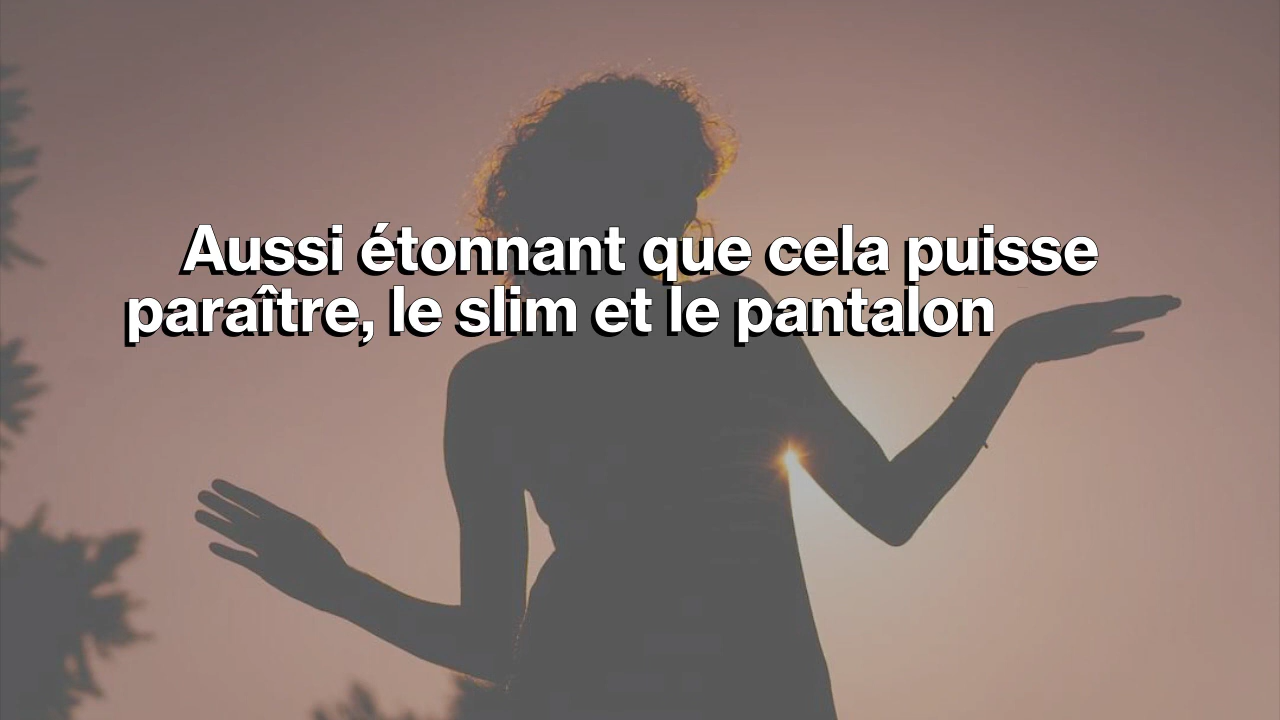 Aussi étonnant que cela puisse
paraître, le slim et le pantalon